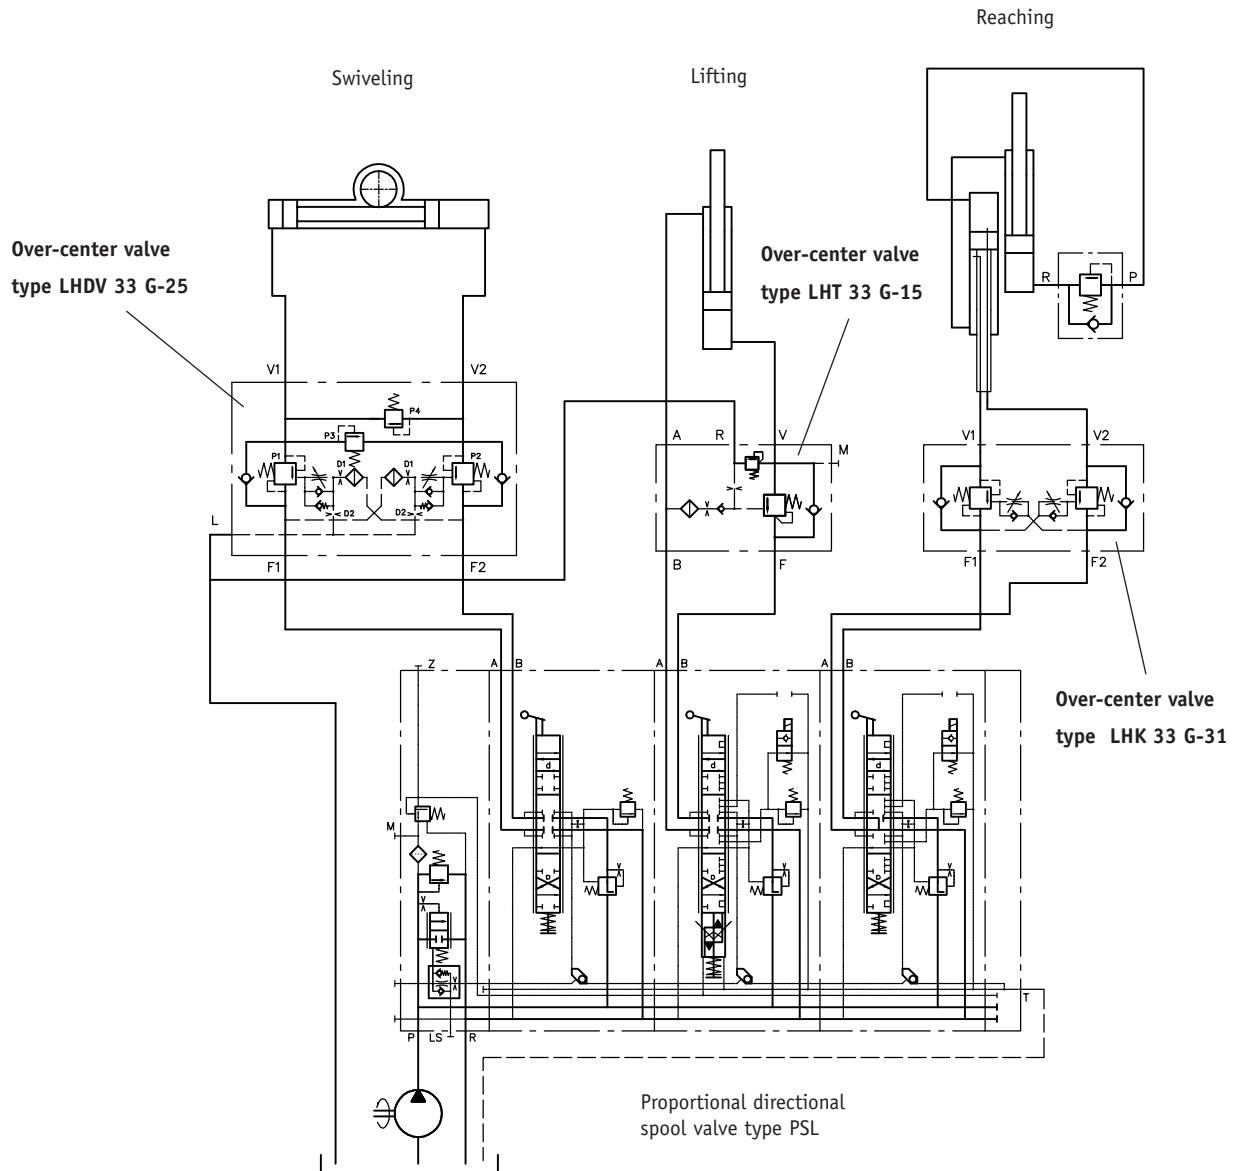 Reaching
Swiveling
Lifting
Over-center valve
type LHDV 33 G-25
Over-center valve
type LHT 33 G-15
R P
V1 V2
P4
P3
P1 D1 D1 P2
D2 D2
L
F1 F2
A R V
M
B F
V1 V2
F1 F2
Over-center valve
type LHK 33 G-31
Z A B A B A B
d d d
M
D D D
T
P LS R
Proportional directional
spool valve type PSL